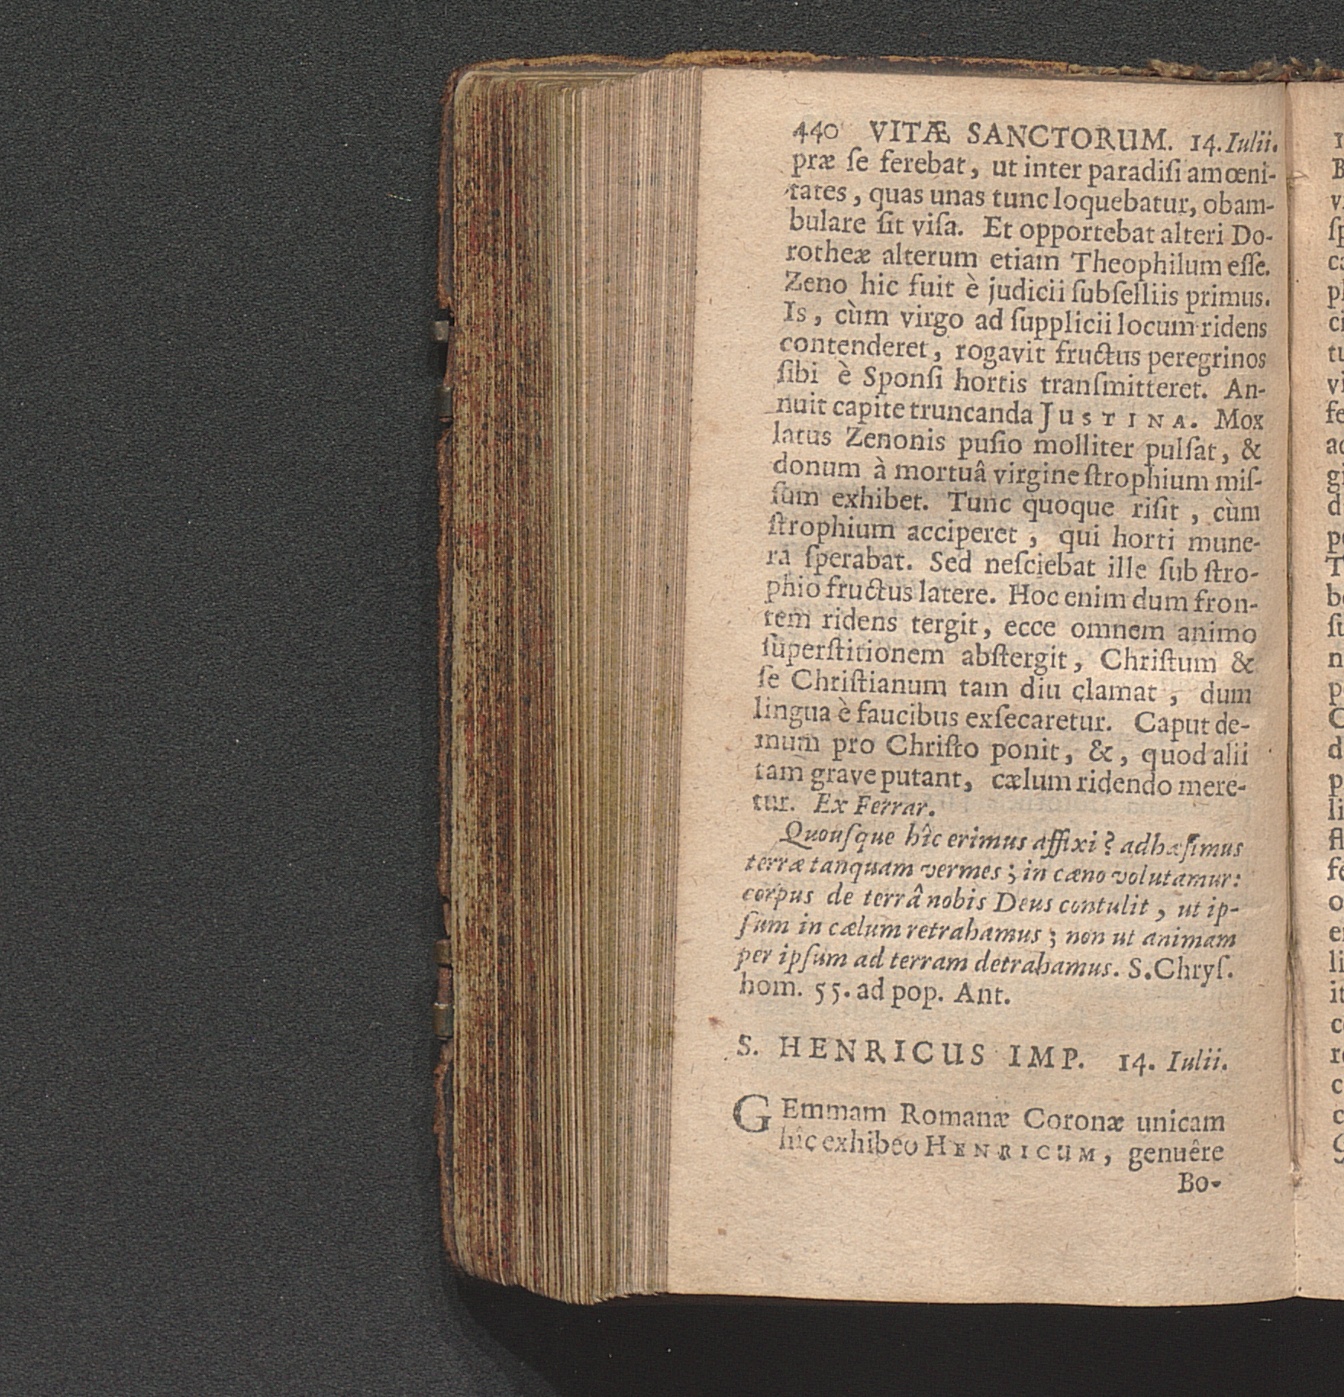 440 VITÆ SANCTORUM. 14. Iulii.
præ ſe ferebat, ut inter paradiſi amœni-
tates, quas unas tunc loquebatur, obam-
bulare ſit viſa. Et opportebat alteri Do-
rotheæ alterum etiam Theophilum eſſe.
Zeno hic fuit è judicii ſubſelliis primus.
Is, cùm virgo ad ſupplicii locum ridens
contenderet, rogavit fructus peregrinos
ſibi è Sponſi hortis tranſmitteret. An-
nuit capite truncanda JUSTINA. Mox
latus Zenonis puſio molliter pulſat, &
donum à mortuâ virgine ſtrophium miſ-
ſum exhibet. Tunc quoque riſit, cùm
ſtrophium acciperet, qui horti mune-
ra ſperabat. Sed neſciebat ille ſub ſtro-
phio fructus latere. Hoc enim dum fron-
tem ridens tergit, ecce omnem animo
ſuperſtitionem abſtergit, Chriſtum &
ſe Chriſtianum tam diu clamat, dum
lingua è faucibus exſecaretur. Caput de-
mum pro Chriſto ponit, &, quod alii
tam grave putant, cælum ridendo mere-
tur. Ex Ferrar.
Quouſque hîc erimus affixi? adhæſimus
terræ tanquam vermes; in cæno volutamur:
corpus de terrâ nobis Deus contulit, ut ip-
ſum in cælum retrahamus; non ut animam
per ipſum ad terram detrahamus. S. Chryſ.
hom. 55. ad pop. Ant.
S. HENRICUS IMP. 14. Iulii.
GEmmam Romanæ Coronæ unicam
hîc exhibeo HENRICUM, genuêre
Bo-